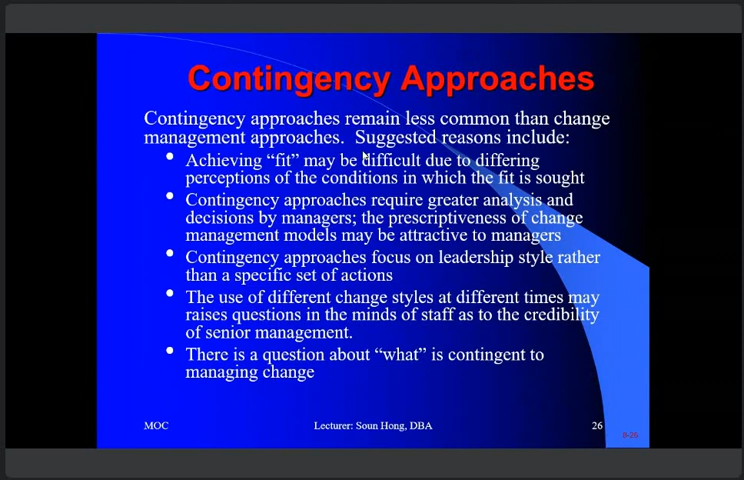 Contingency Approaches
Contingency approaches remain less common than change
management approaches. Suggested reasons include:
• Achieving “fit” may be difficult due to differing
perceptions of the conditions in which the fit is sought
• Contingency approaches require greater analysis and
decisions by managers; the prescriptiveness of change
management models may be attractive to managers
• Contingency approaches focus on leadership style rather
than a specific set of actions
• The use of different change styles at different times may
raises questions in the minds of staff as to the credibility
of senior management.
• There is a question about “what” is contingent to
managing change
MOC Lecturer: Soun Hong, DBA 26
8-26